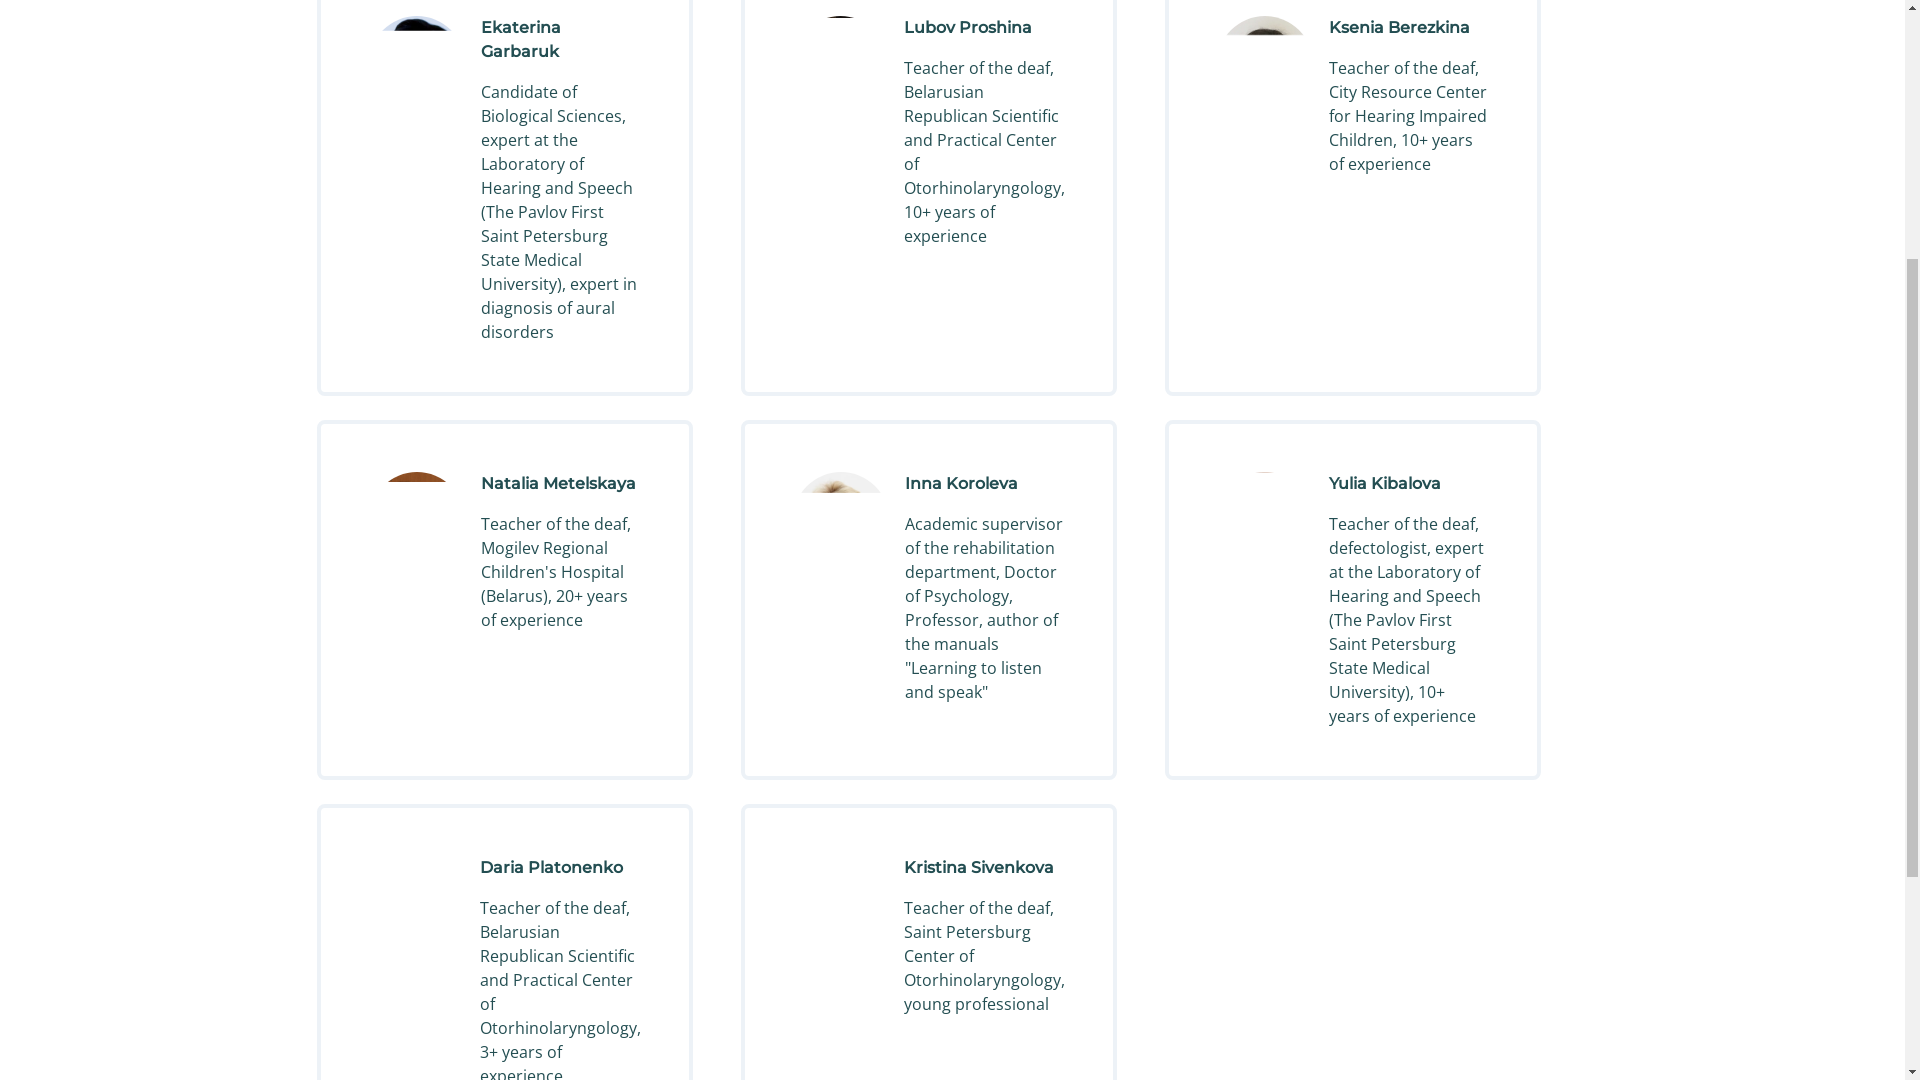 Ekaterina
Garbaruk
Candidate of
Biological Sciences,
expert at the
Laboratory of
Hearing and Speech
(The Pavlov First
Saint Petersburg
State Medical
University), expert in
diagnosis of aural
disorders
Lubov Proshina
Teacher of the deaf,
Belarusian
Republican Scientific
and Practical Center
of
Otorhinolaryngology,
10+ years of
experience
Ksenia Berezkina
Teacher of the deaf,
City Resource Center
for Hearing Impaired
Children, 10+ years
of experience
Natalia Metelskaya
Teacher of the deaf,
Mogilev Regional
Children's Hospital
(Belarus), 20+ years
of experience
Inna Koroleva
Academic supervisor
of the rehabilitation
department, Doctor
of Psychology,
Professor, author of
the manuals
"Learning to listen
and speak"
Yulia Kibalova
Teacher of the deaf,
defectologist, expert
at the Laboratory of
Hearing and Speech
(The Pavlov First
Saint Petersburg
State Medical
University), 10+
years of experience
Daria Platonenko
Teacher of the deaf,
Belarusian
Republican Scientific
and Practical Center
of
Otorhinolaryngology,
3+ years of
experience
Kristina Sivenkova
Teacher of the deaf,
Saint Petersburg
Center of
Otorhinolaryngology,
young professional